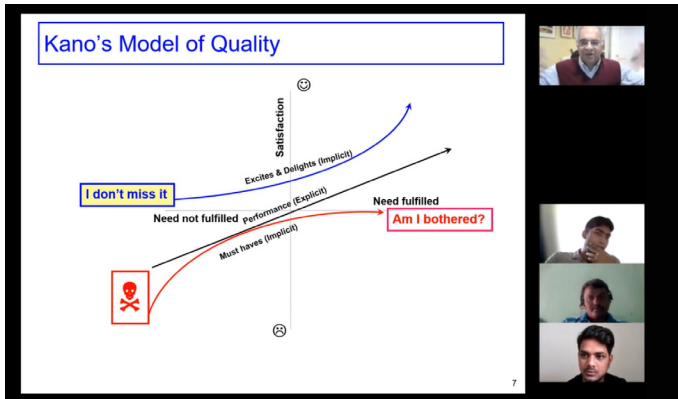 Kano's Model of Quality
Satisfaction
Excites & Delights (Implicit)
I don't miss it
Need not fulfilled
Performance (Explicit)
Need fulfilled
Am I bothered?
Must haves (Implicit)
7